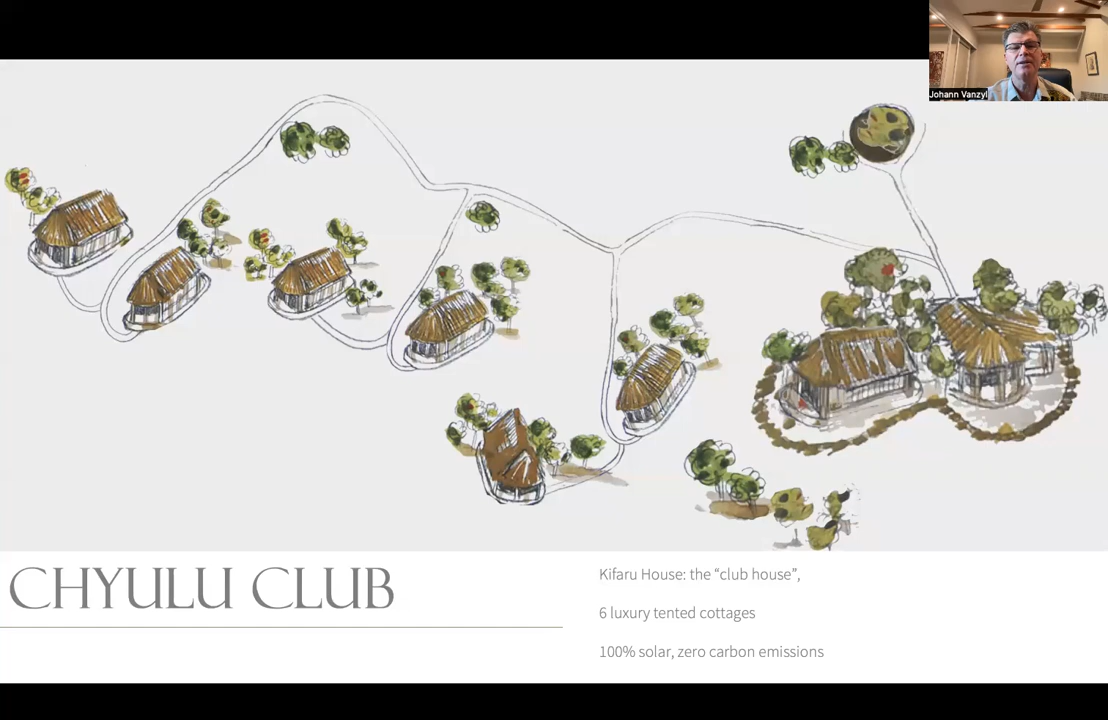 Johann Vanzyl
CHYULU CLUB
Kifaru House: the “club house”,
6 luxury tented cottages
100% solar, zero carbon emissions